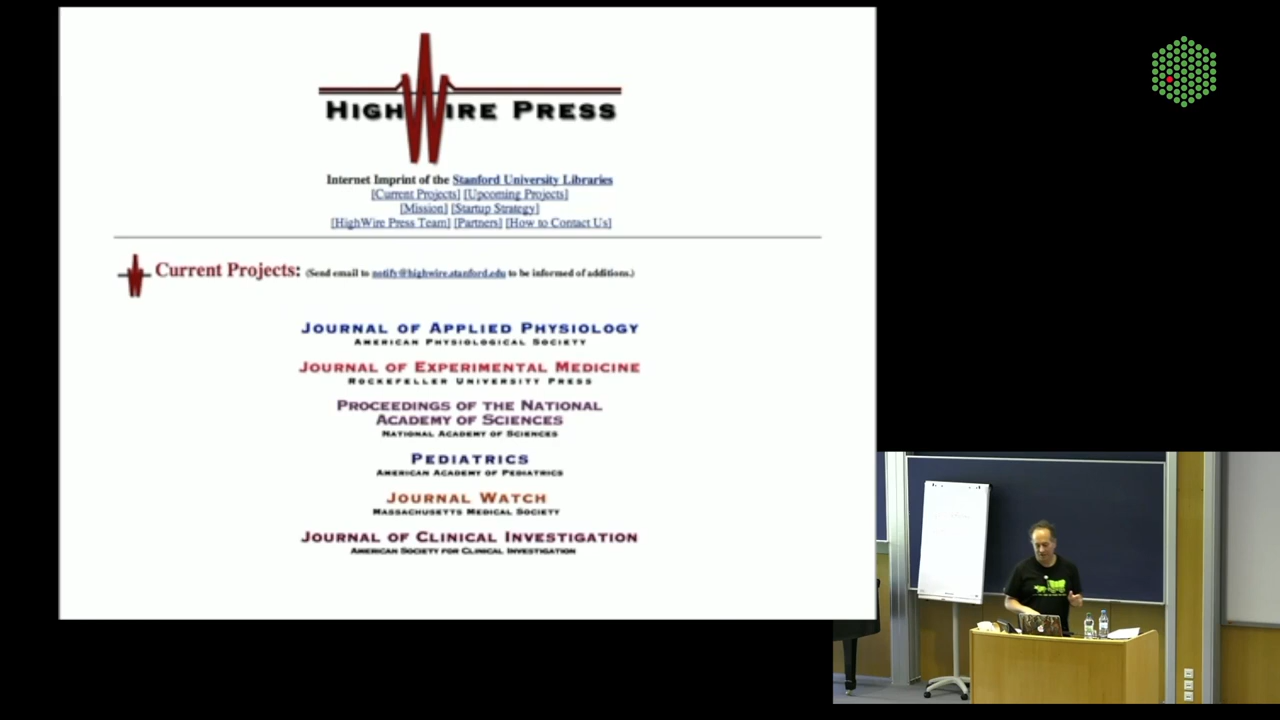 HIGHWIRE PRESS
Internet Imprint of the Stanford University Libraries
[Current Projects] [Upcoming Projects]
[Mission] [Startup Strategy]
[HighWire Press Team] [Partners] [How to Contact Us]
Current Projects: (Send email to notify@highwire.stanford.edu to be informed of additions.)
JOURNAL OF APPLIED PHYSIOLOGY
AMERICAN PHYSIOLOGICAL SOCIETY
JOURNAL OF EXPERIMENTAL MEDICINE
ROCKEFELLER UNIVERSITY PRESS
PROCEEDINGS OF THE NATIONAL
ACADEMY OF SCIENCES
NATIONAL ACADEMY OF SCIENCES
PEDIATRICS
AMERICAN ACADEMY OF PEDIATRICS
JOURNAL WATCH
MASSACHUSETTS MEDICAL SOCIETY
JOURNAL OF CLINICAL INVESTIGATION
AMERICAN SOCIETY FOR CLINICAL INVESTIGATION